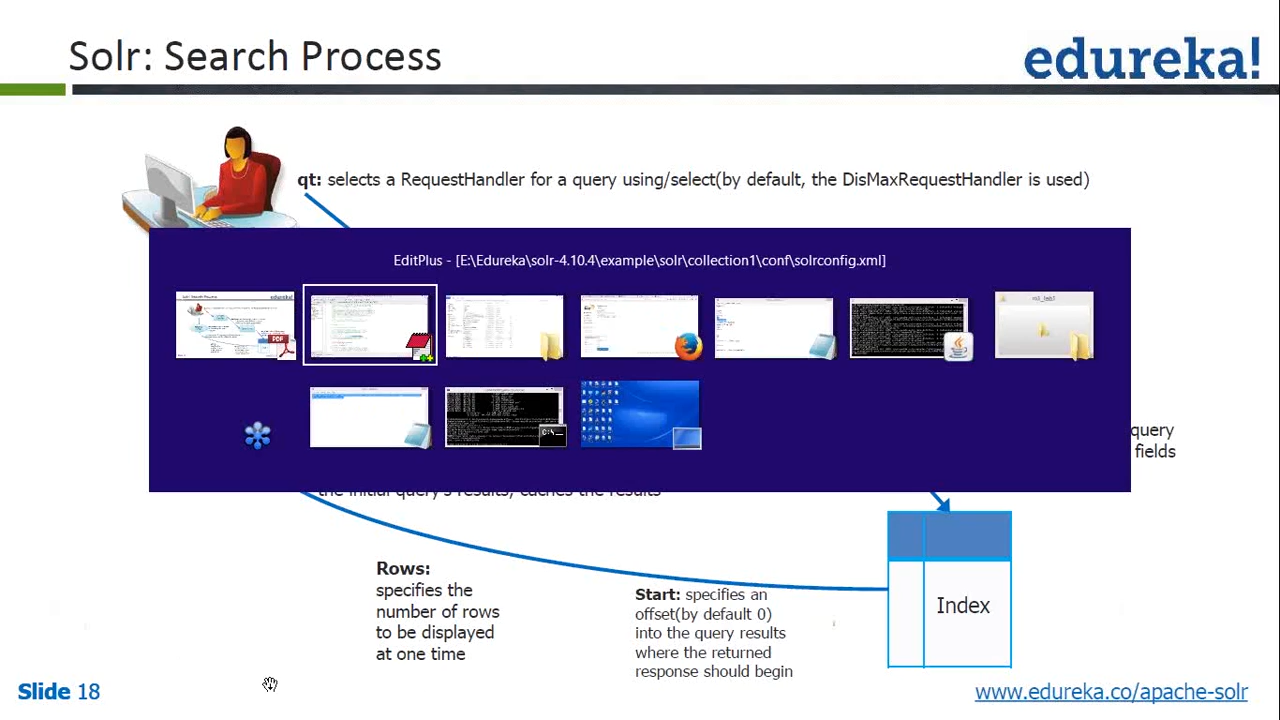 Solr: Search Process
edureka!
qt: selects a RequestHandler for a query using/select(by default, the DisMaxRequestHandler is used)
EditPlus - [E:\Edureka\solr-4.10.4\example\solr\collection1\conf\solrconfig.xml]
query
fields
the initial query's results, caches the results
Rows:
specifies the
number of rows
to be displayed
at one time
Start: specifies an
offset(by default 0)
into the query results
where the returned
response should begin
Index
Slide 18
www.edureka.co/apache-solr